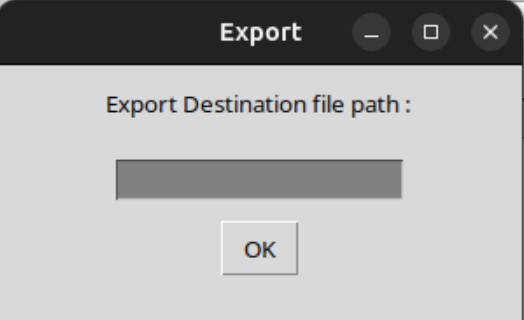 Export
Export Destination file path :
OK